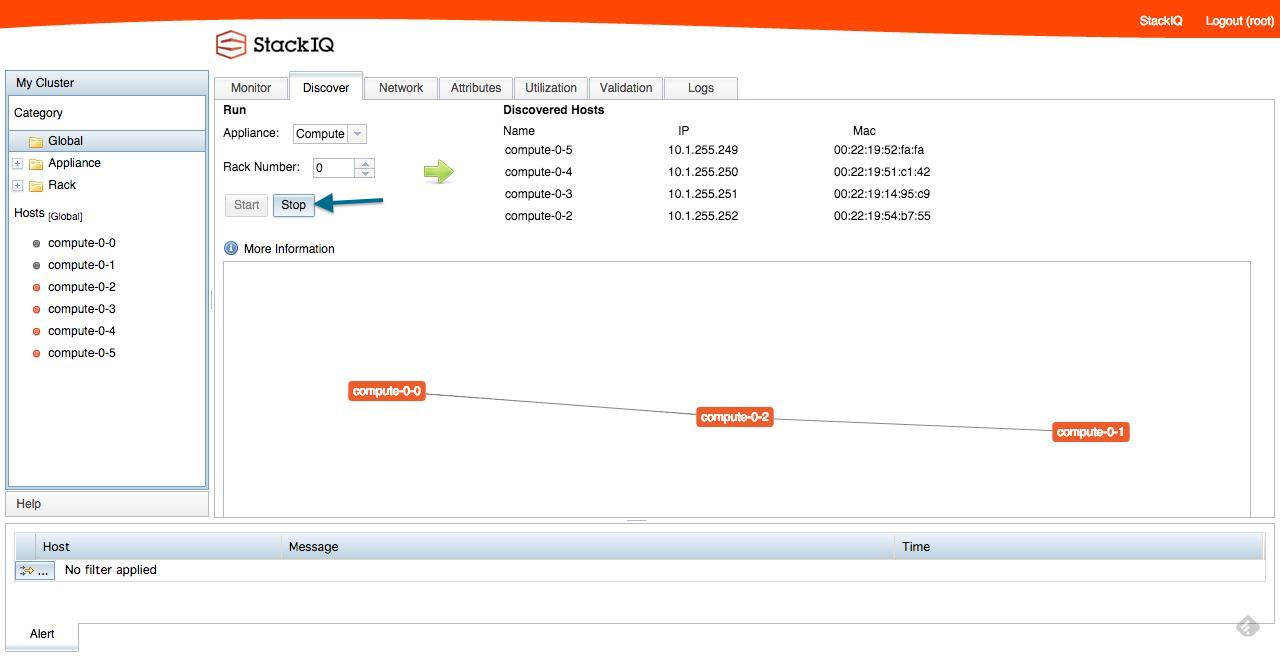 StackIQ Logout (root)
StackIQ
My Cluster
Category
Global
Appliance
Rack
Hosts [Global]
compute-0-0
compute-0-1
compute-0-2
compute-0-3
compute-0-4
compute-0-5
Help
Monitor Discover Network Attributes Utilization Validation Logs
Run
Appliance: Compute
Rack Number: 0
Start Stop
Discovered Hosts
Name IP Mac
compute-0-5 10.1.255.249 00:22:19:52:fa:fa
compute-0-4 10.1.255.250 00:22:19:51:c1:42
compute-0-3 10.1.255.251 00:22:19:14:95:c9
compute-0-2 10.1.255.252 00:22:19:54:b7:55
More Information
compute-0-0
compute-0-2
compute-0-1
Host Message Time
... No filter applied
Alert